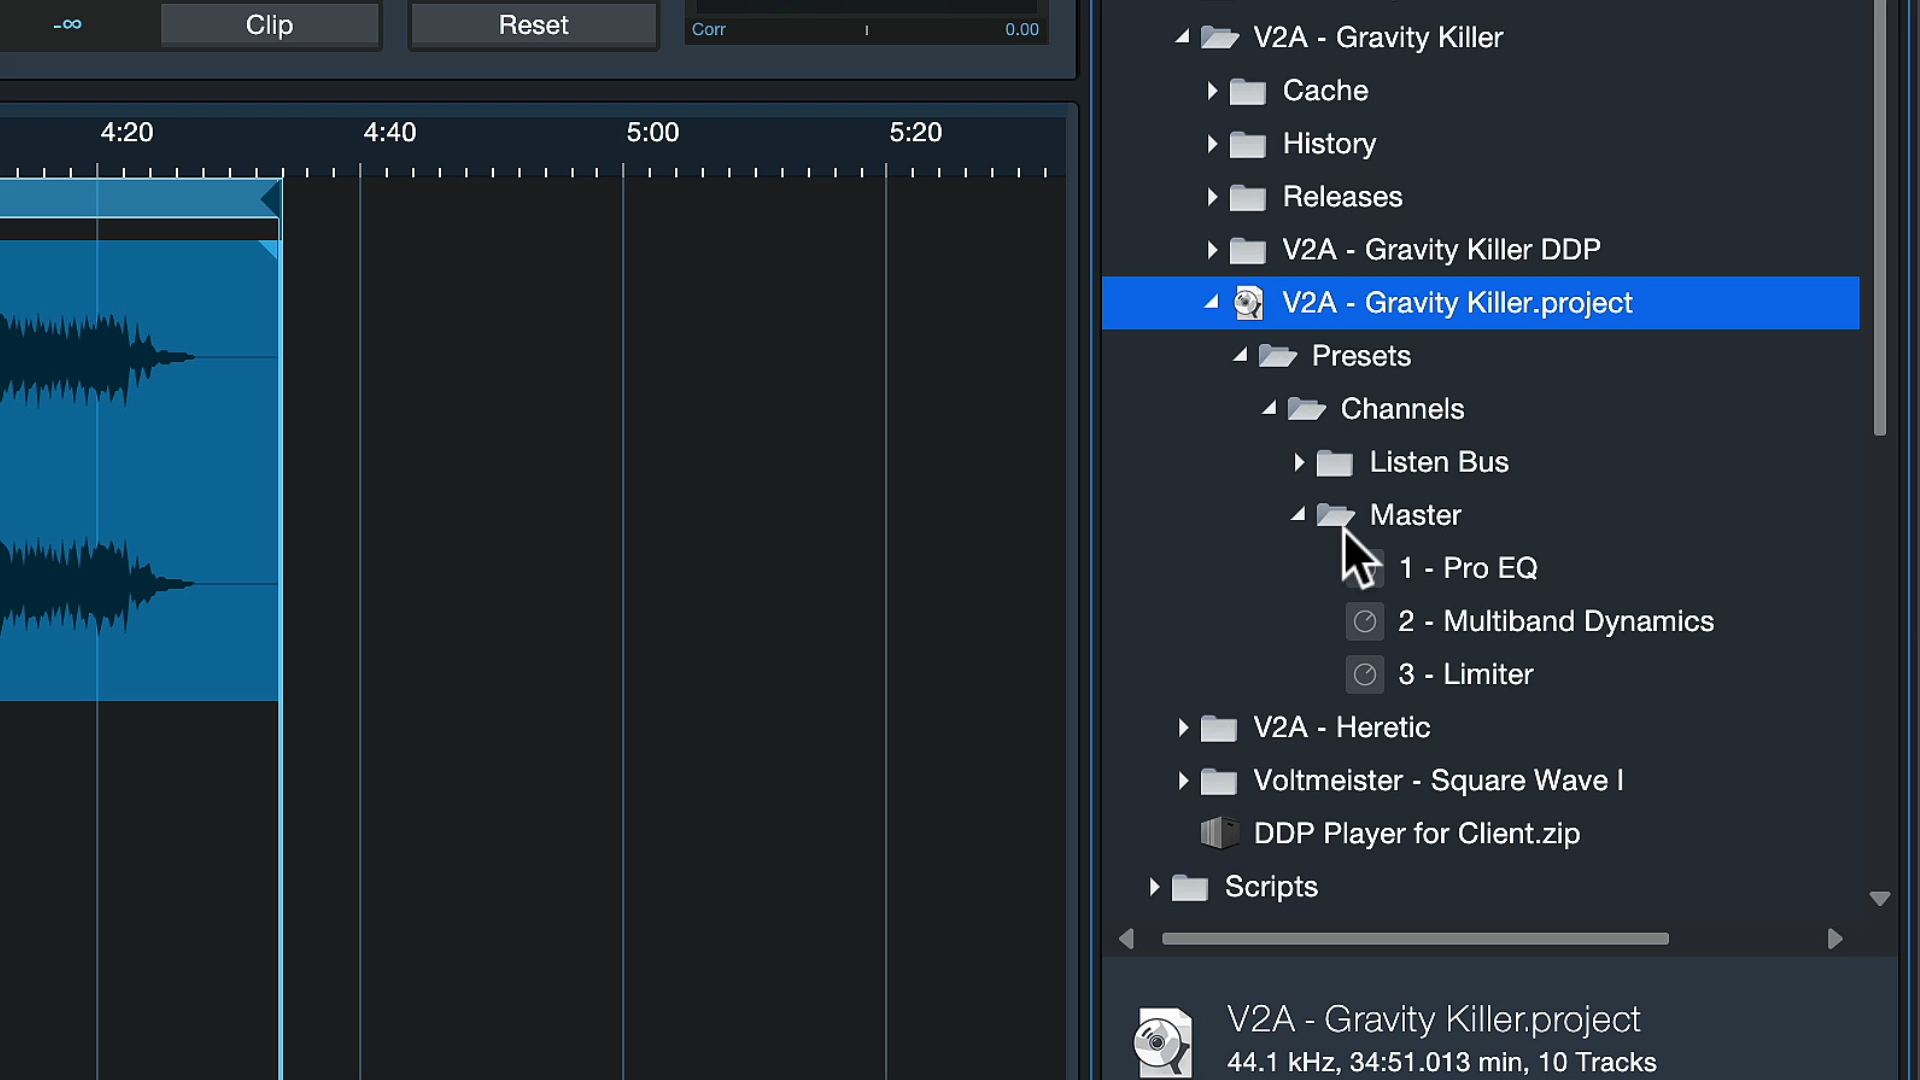 -∞
Clip
Reset
Corr
0.00
4:20
4:40
5:00
5:20
V2A - Gravity Killer
Cache
History
Releases
V2A - Gravity Killer DDP
V2A - Gravity Killer.project
Presets
Channels
Listen Bus
Master
1 - Pro EQ
2 - Multiband Dynamics
3 - Limiter
V2A - Heretic
Voltmeister - Square Wave I
DDP Player for Client.zip
Scripts
V2A - Gravity Killer.project
44.1 kHz, 34:51.013 min, 10 Tracks